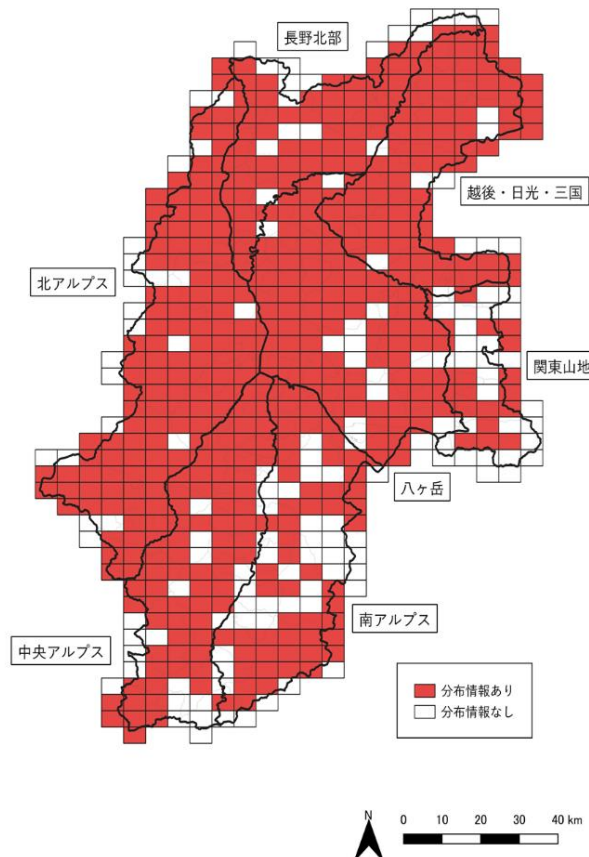 長野北部
越後・日光・三国
北アルプス
関東山地
八ヶ岳
南アルプス
中央アルプス
分布情報あり
分布情報なし
N
0 10 20 30 40 km